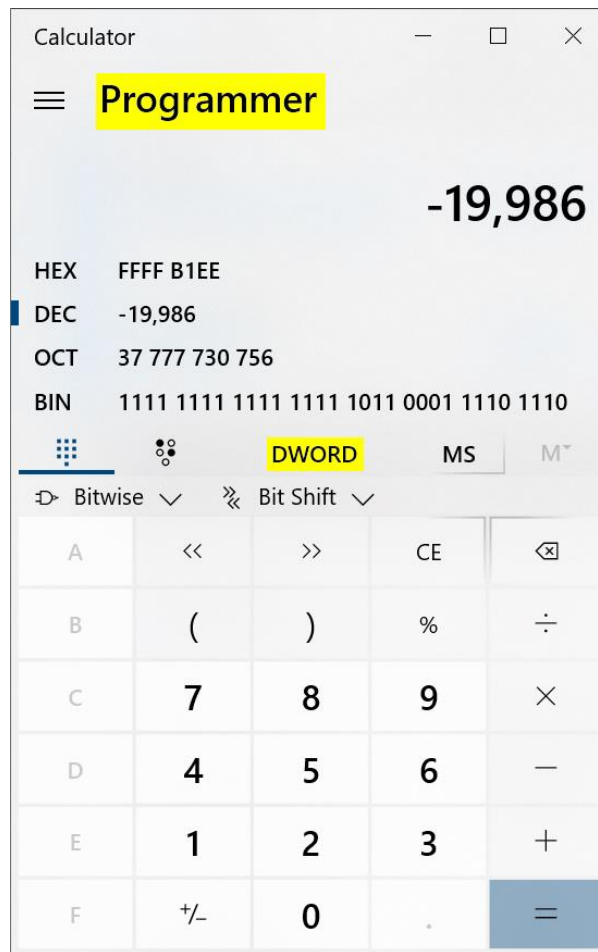 Calculator
Programmer
-19,986
HEX FFFF B1EE
DEC -19,986
OCT 37 777 730 756
BIN 1111 1111 1111 1111 1011 0001 1110 1110
DWORD MS M
Bitwise Bit Shift
A << >> CE
B ( ) % ÷
C 7 8 9 ×
D 4 5 6 −
E 1 2 3 +
F +/− 0 . =